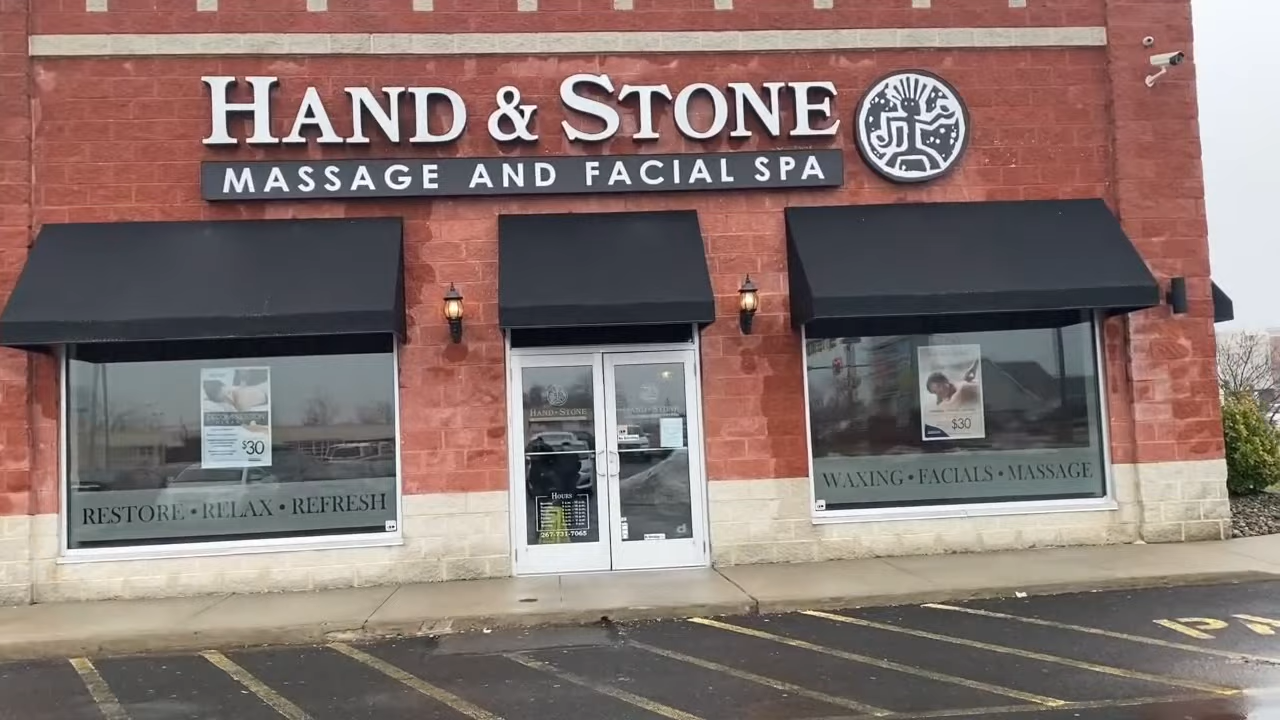 HAND & STONE
MASSAGE AND FACIAL SPA
$30
RESTORE • RELAX • REFRESH
HAND & STONE
HAND & STONE
HOURS
267-731-7065
$30
WAXING • FACIALS • MASSAGE
PA